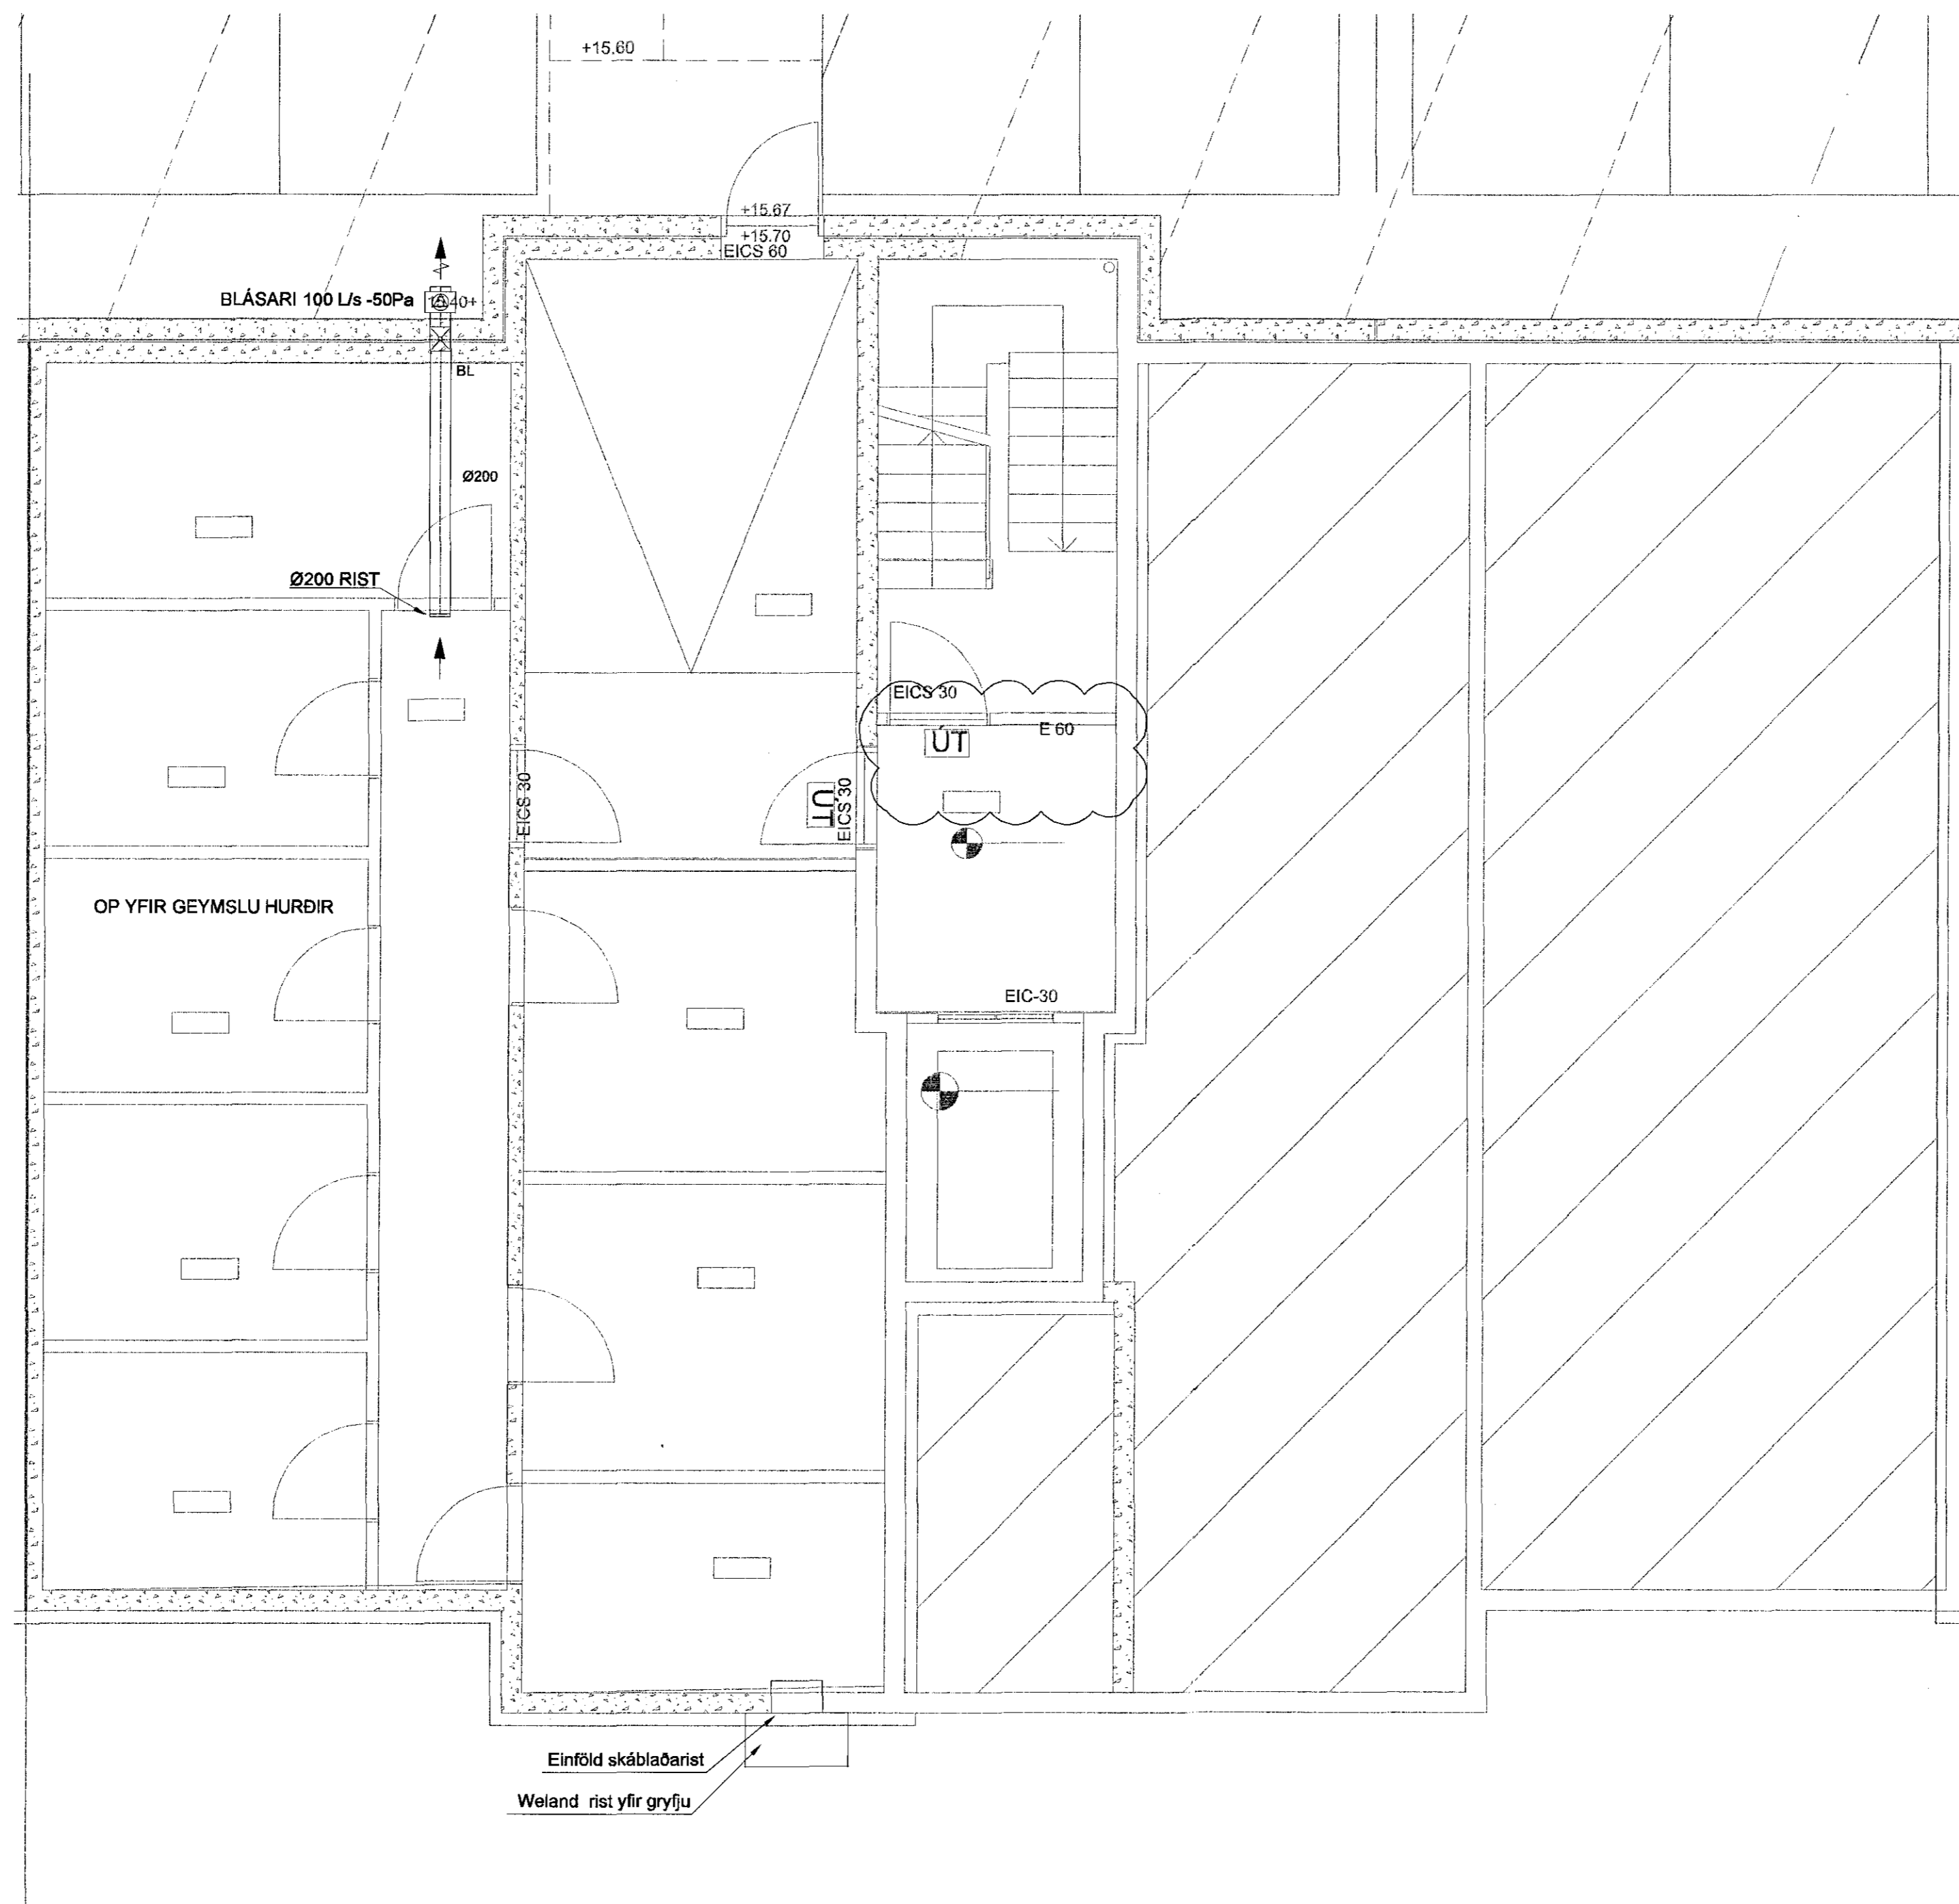 +15.60
+15.67
+15.70
EICS 60
BLÁSARI 100 L/s -50Pa
BL
Ø200
Ø200 RIST
EICS 30
E 60
ÚT
EICS 30
ÚT
EICS 30
OP YFIR GEYMSLU HURÐIR
EIC-30
Einföld skáblaðarist
Weland rist yfir gryfju